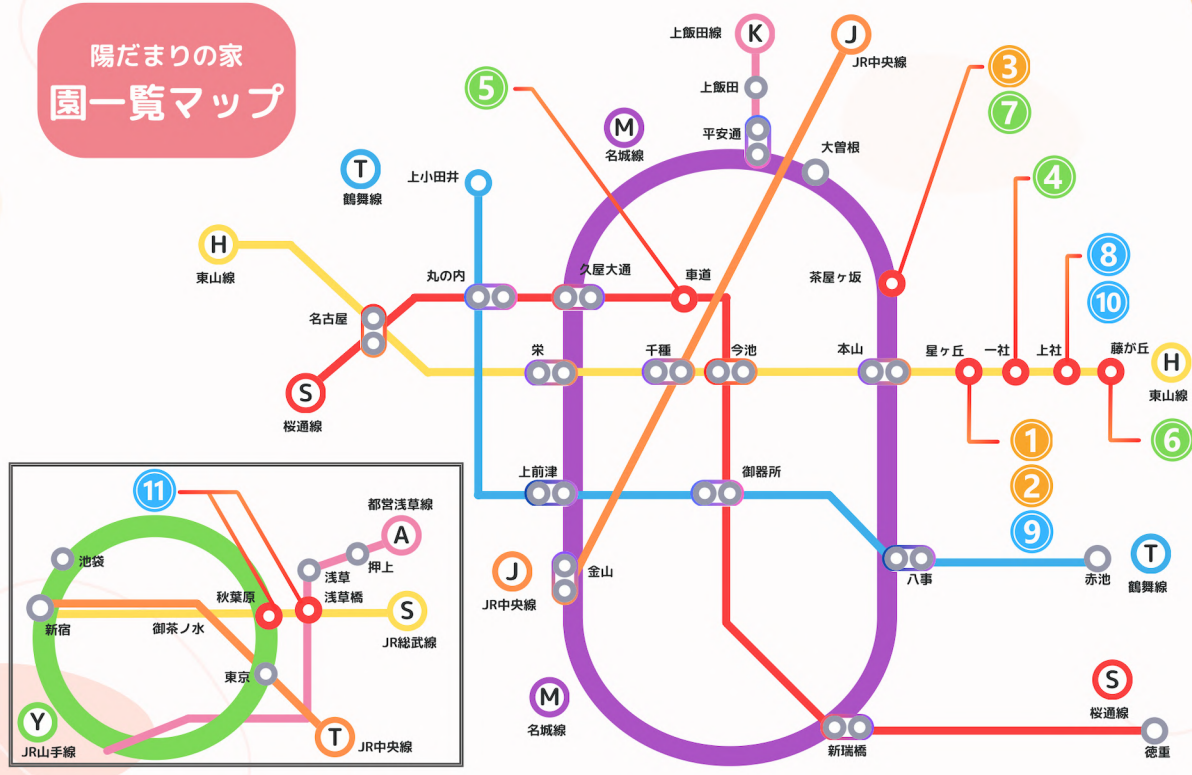 陽だまりの家
園一覧マップ
上飯田線
K
J
JR中央線
上飯田
平安通
大曽根
M
名城線
5
3
7
4
T
鶴舞線
上小田井
H
東山線
丸の内
久屋大通
車道
茶屋ヶ坂
8
10
名古屋
栄
千種
今池
本山
星ヶ丘
一社
上社
藤が丘
H
東山線
S
桜通線
1
2
9
6
上前津
御器所
J
JR中央線
金山
八事
赤池
T
鶴舞線
M
名城線
新瑞橋
S
桜通線
徳重
11
都営浅草線
A
池袋
浅草
押上
秋葉原
浅草橋
新宿
御茶ノ水
S
JR総武線
東京
Y
JR山手線
T
JR中央線